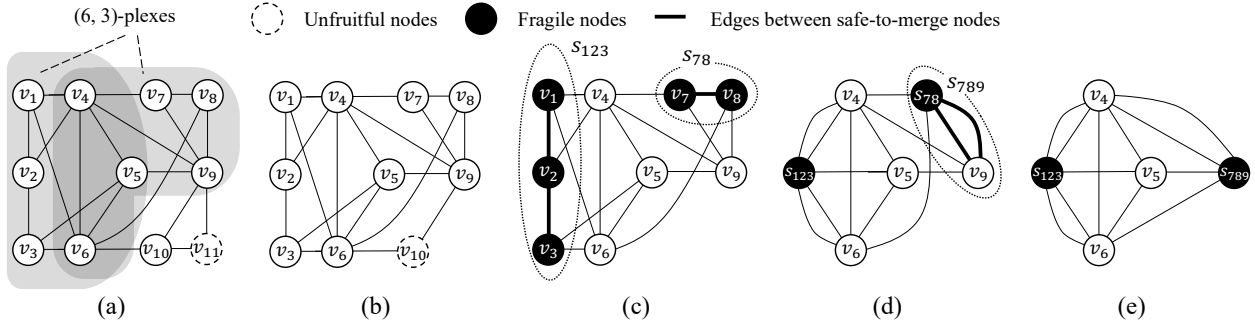 (6, 3)-plexes
Unfruitful nodes
Fragile nodes
Edges between safe-to-merge nodes
v₁ v₄ v₇ v₈
v₂ v₅ v₉
v₃ v₆ v₁₀ v₁₁
(a)
v₁ v₄ v₇ v₈
v₂ v₅ v₉
v₃ v₆ v₁₀
(b)
s₁₂₃ s₇₈
v₁ v₄ v₇ v₈
v₂ v₅ v₉
v₃ v₆
(c)
s₇₈₉
v₄ s₇₈
s₁₂₃ v₅ v₉
v₆
(d)
v₄
s₁₂₃ v₅ s₇₈₉
v₆
(e)